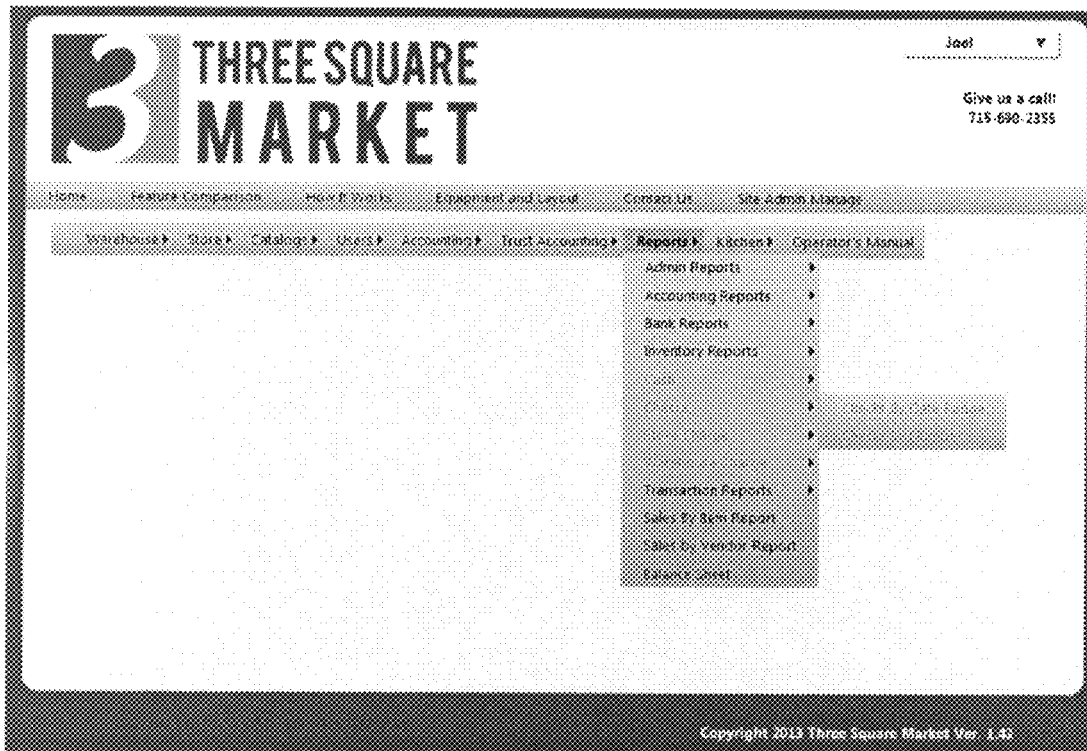 3 THREE SQUARE
MARKET
Joel
Give us a call!
715-690-2355
Home Feature Comparison How It Works Equipment and Layout Contact Us Site Admin Manage
Warehouse Store Catalogs Users Accounting Trust Accounting Reports Kitchen Operator's Manual
Admin Reports
Accounting Reports
Bank Reports
Inventory Reports
Transaction Reports
Sales By Item Report
Sales by Vendor Report
Balance Sheet
Copyright 2013 Three Square Market Ver. 1.42